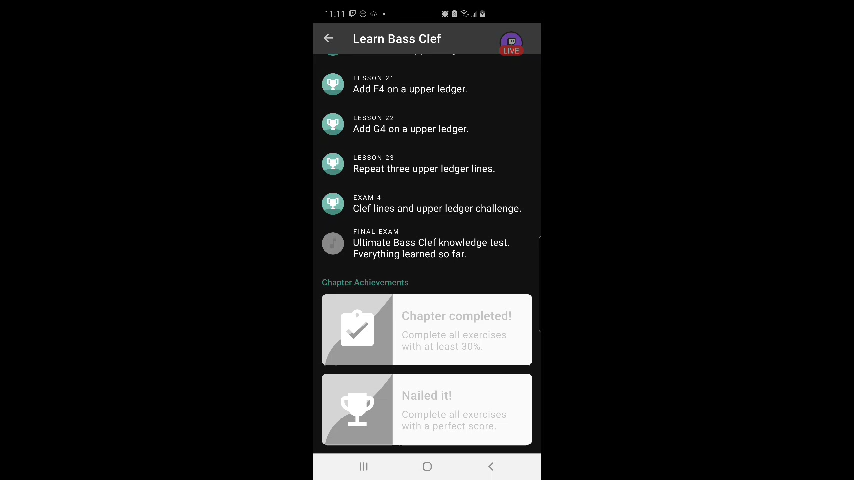 11.11
Learn Bass Clef
LIVE
LESSON 21
Add F4 on a upper ledger.
LESSON 22
Add G4 on a upper ledger.
LESSON 23
Repeat three upper ledger lines.
EXAM 4
Clef lines and upper ledger challenge.
FINAL EXAM
Ultimate Bass Clef knowledge test.
Everything learned so far.
Chapter Achievements
Chapter completed!
Complete all exercises
with at least 30%.
Nailed it!
Complete all exercises
with a perfect score.